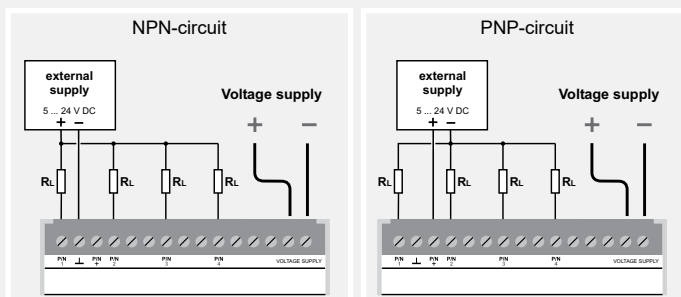 NPN-circuit
external
supply
5 ... 24 V DC
+ −
Voltage supply
+ −
RL RL RL RL
P/N P/N P/N P/N P/N
1 ⊥ + 2 3 4 VOLTAGE SUPPLY
PNP-circuit
external
supply
5 ... 24 V DC
+ −
Voltage supply
+ −
RL RL RL RL
P/N P/N P/N P/N P/N
1 ⊥ + 2 3 4 VOLTAGE SUPPLY